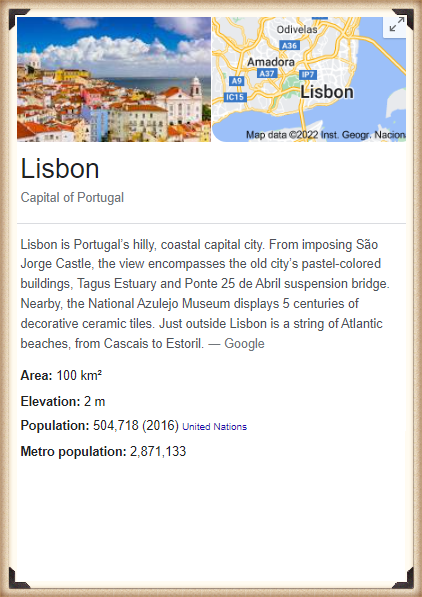 Odivelas
A36
Amadora
A37
IP7
A9
IC15
Lisbon
Map data ©2022 Inst. Geogr. Nacion
Lisbon
Capital of Portugal
Lisbon is Portugal’s hilly, coastal capital city. From imposing São
Jorge Castle, the view encompasses the old city’s pastel-colored
buildings, Tagus Estuary and Ponte 25 de Abril suspension bridge.
Nearby, the National Azulejo Museum displays 5 centuries of
decorative ceramic tiles. Just outside Lisbon is a string of Atlantic
beaches, from Cascais to Estoril. — Google
Area: 100 km²
Elevation: 2 m
Population: 504,718 (2016) United Nations
Metro population: 2,871,133